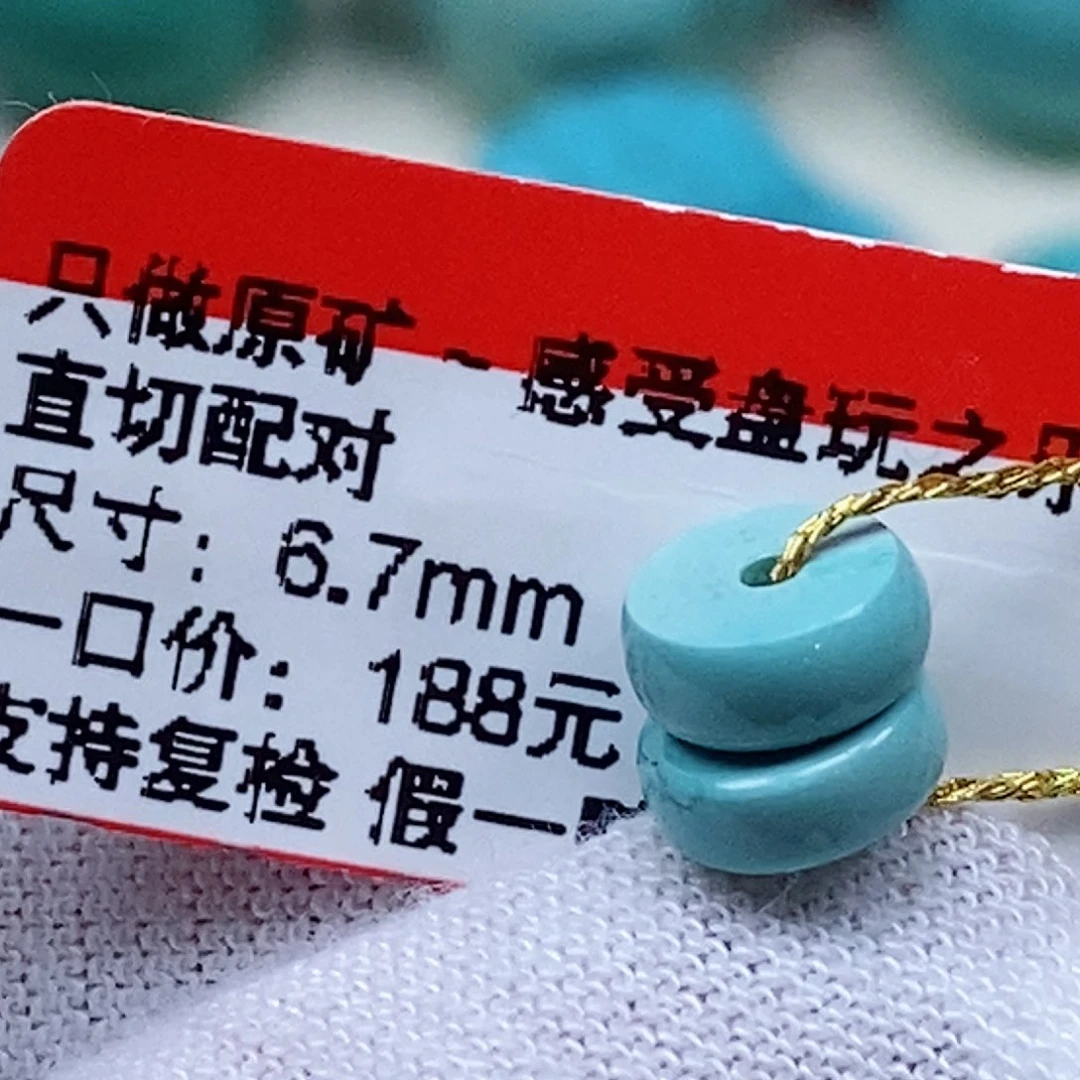 只做原矿~感受盘玩之乐
直切配对
尺寸：6.7mm
一口价：188元
支持复检 假一